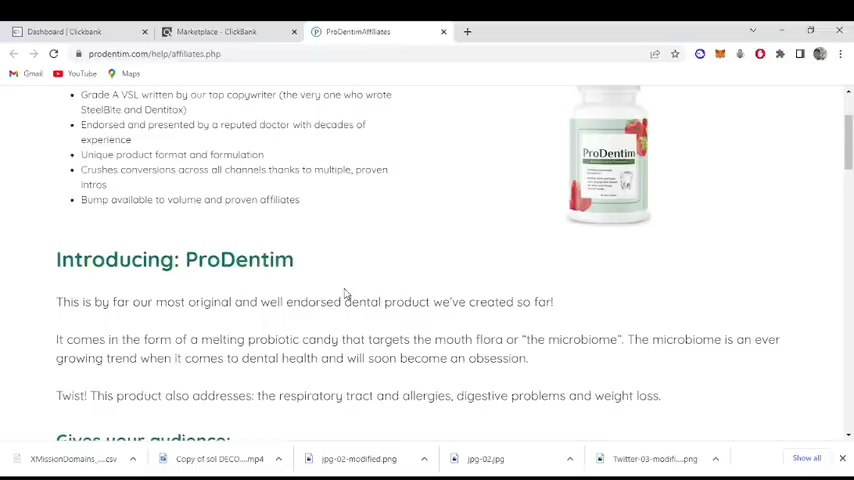 Dashboard | Clickbank
Marketplace - ClickBank
ProDentimAffiliates
prodentim.com/help/affiliates.php
Gmail
YouTube
Maps
Grade A VSL written by our top copywriter (the very one who wrote
SteelBite and Dentitox)
Endorsed and presented by a reputed doctor with decades of
experience
Unique product format and formulation
Crushes conversions across all channels thanks to multiple, proven
intros
Bump available to volume and proven affiliates
ProDentim
Introducing: ProDentim
This is by far our most original and well endorsed dental product we've created so far!
It comes in the form of a melting probiotic candy that targets the mouth flora or “the microbiome”. The microbiome is an ever
growing trend when it comes to dental health and will soon become an obsession.
Twist! This product also addresses: the respiratory tract and allergies, digestive problems and weight loss.
Gives your audience:
XMissionDomains_....csv
Copy of sol DECO....mp4
jpg-02-modified.png
jpg-02.jpg
Twitter-03-modifi....png
Show all